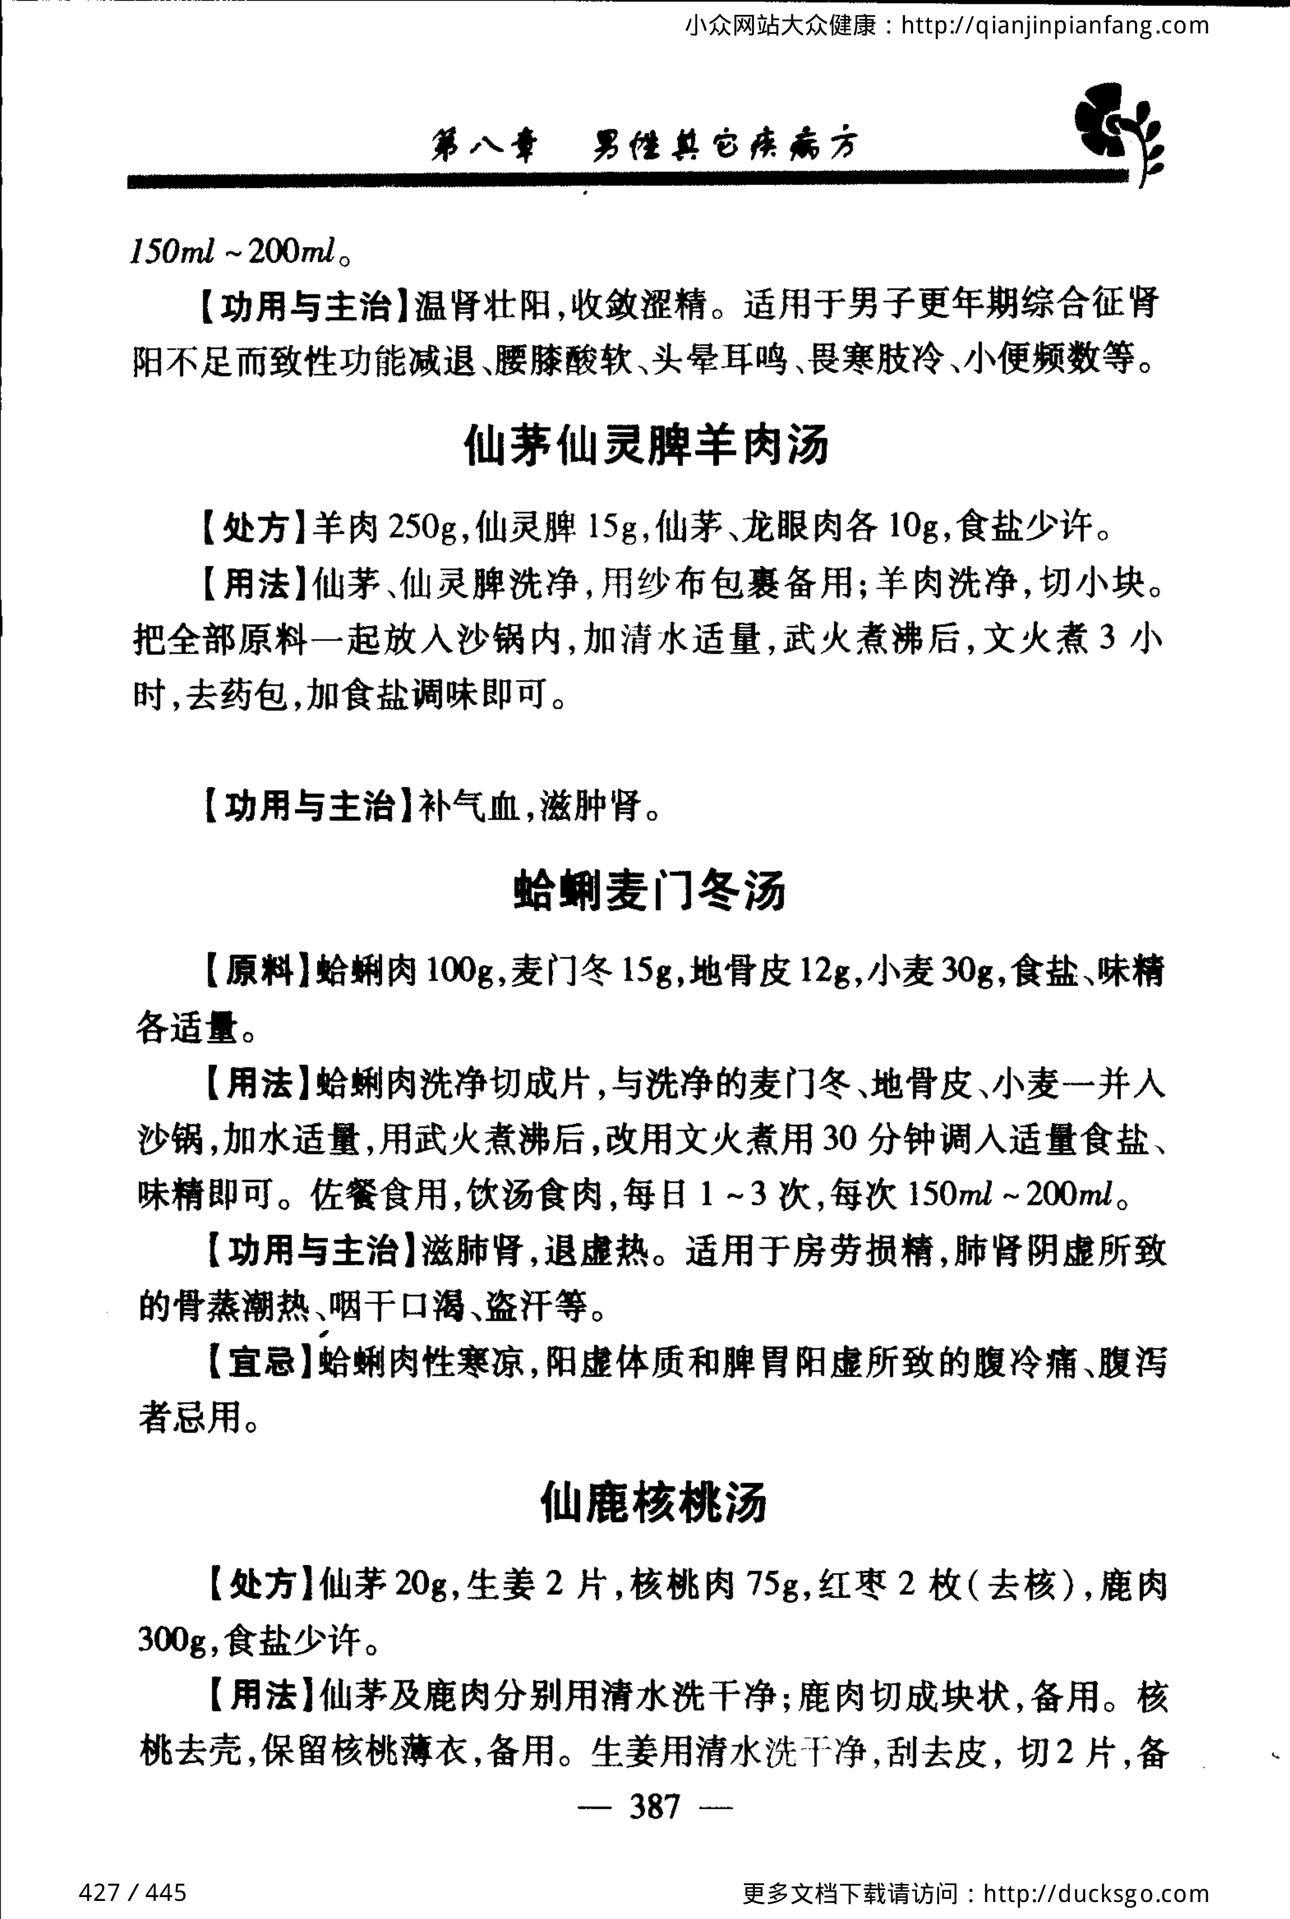 小众网站大众健康：http://qianjinpianfang.com
第八章 男性其它疾病方
150ml～200ml。
【功用与主治】温肾壮阳,收敛涩精。适用于男子更年期综合征肾
阳不足而致性功能减退、腰膝酸软、头晕耳鸣、畏寒肢冷、小便频数等。
仙茅仙灵脾羊肉汤
【处方】羊肉 250g,仙灵脾 15g,仙茅、龙眼肉各 10g,食盐少许。
【用法】仙茅、仙灵脾洗净,用纱布包裹备用;羊肉洗净,切小块。
把全部原料一起放入沙锅内,加清水适量,武火煮沸后,文火煮 3 小
时,去药包,加食盐调味即可。
【功用与主治】补气血,滋肿肾。
蛤蜊麦门冬汤
【原料】蛤蜊肉 100g,麦门冬 15g,地骨皮 12g,小麦 30g,食盐、味精
各适量。
【用法】蛤蜊肉洗净切成片,与洗净的麦门冬、地骨皮、小麦一并入
沙锅,加水适量,用武火煮沸后,改用文火煮用 30 分钟调入适量食盐、
味精即可。佐餐食用,饮汤食肉,每日 1～3 次,每次 150ml～200ml。
【功用与主治】滋肺肾,退虚热。适用于房劳损精,肺肾阴虚所致
的骨蒸潮热、咽干口渴、盗汗等。
【宜忌】蛤蜊肉性寒凉,阳虚体质和脾胃阳虚所致的腹冷痛、腹泻
者忌用。
仙鹿核桃汤
【处方】仙茅 20g,生姜 2 片,核桃肉 75g,红枣 2 枚(去核),鹿肉
300g,食盐少许。
【用法】仙茅及鹿肉分别用清水洗干净;鹿肉切成块状,备用。核
桃去壳,保留核桃薄衣,备用。生姜用清水洗干净,刮去皮, 切 2 片,备
— 387 —
427 / 445
更多文档下载请访问：http://ducksgo.com